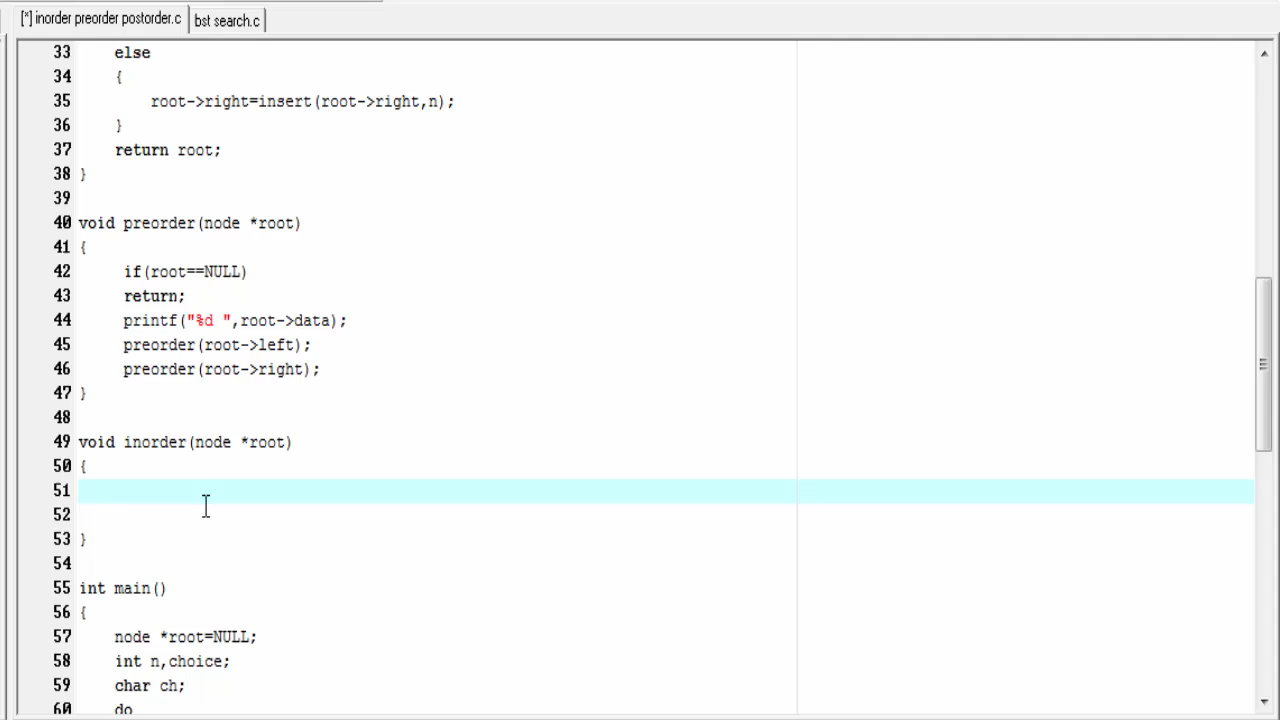 [*] inorder preorder postorder.c bst search.c
33 else
34 {
35 root->right=insert(root->right,n);
36 }
37 return root;
38 }
39
40 void preorder(node *root)
41 {
42 if(root==NULL)
43 return;
44 printf("%d ",root->data);
45 preorder(root->left);
46 preorder(root->right);
47 }
48
49 void inorder(node *root)
50 {
51
52
53 }
54
55 int main()
56 {
57 node *root=NULL;
58 int n,choice;
59 char ch;
60 do